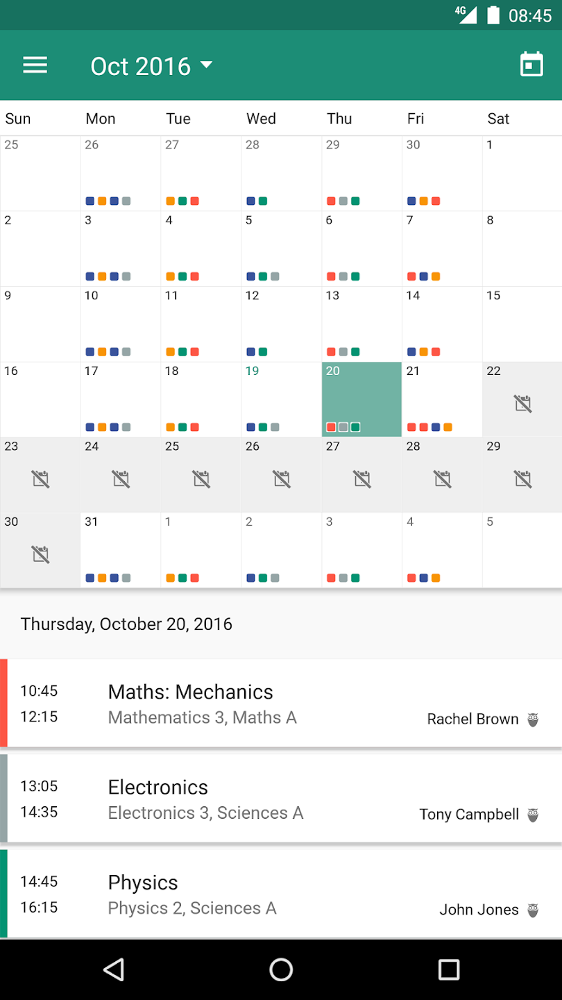 4G 08:45
Oct 2016
Sun Mon Tue Wed Thu Fri Sat
25 26 27 28 29 30 1
2 3 4 5 6 7 8
9 10 11 12 13 14 15
16 17 18 19 20 21 22
23 24 25 26 27 28 29
30 31 1 2 3 4 5
Thursday, October 20, 2016
10:45 Maths: Mechanics
12:15 Mathematics 3, Maths A Rachel Brown
13:05 Electronics
14:35 Electronics 3, Sciences A Tony Campbell
14:45 Physics
16:15 Physics 2, Sciences A John Jones